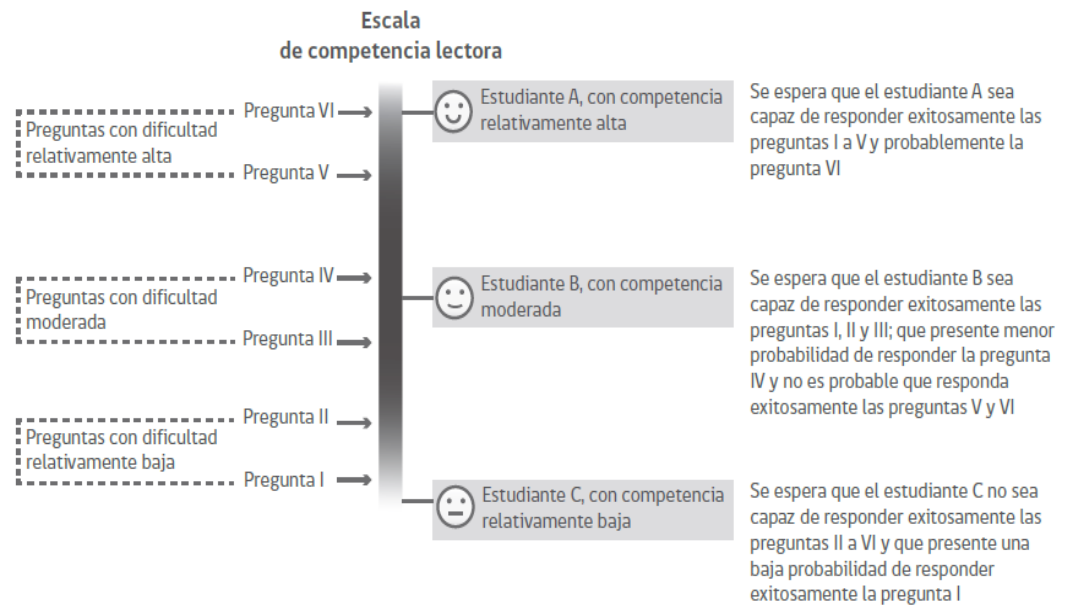 Escala
de competencia lectora
Preguntas con dificultad
relativamente alta
Pregunta VI
Pregunta V
Estudiante A, con competencia
relativamente alta
Se espera que el estudiante A sea
capaz de responder exitosamente las
preguntas I a V y probablemente la
pregunta VI
Preguntas con dificultad
moderada
Pregunta IV
Pregunta III
Estudiante B, con competencia
moderada
Se espera que el estudiante B sea
capaz de responder exitosamente las
preguntas I, II y III; que presente menor
probabilidad de responder la pregunta
IV y no es probable que responda
exitosamente las preguntas V y VI
Preguntas con dificultad
relativamente baja
Pregunta II
Pregunta I
Estudiante C, con competencia
relativamente baja
Se espera que el estudiante C no sea
capaz de responder exitosamente las
preguntas II a VI y que presente una
baja probabilidad de responder
exitosamente la pregunta I